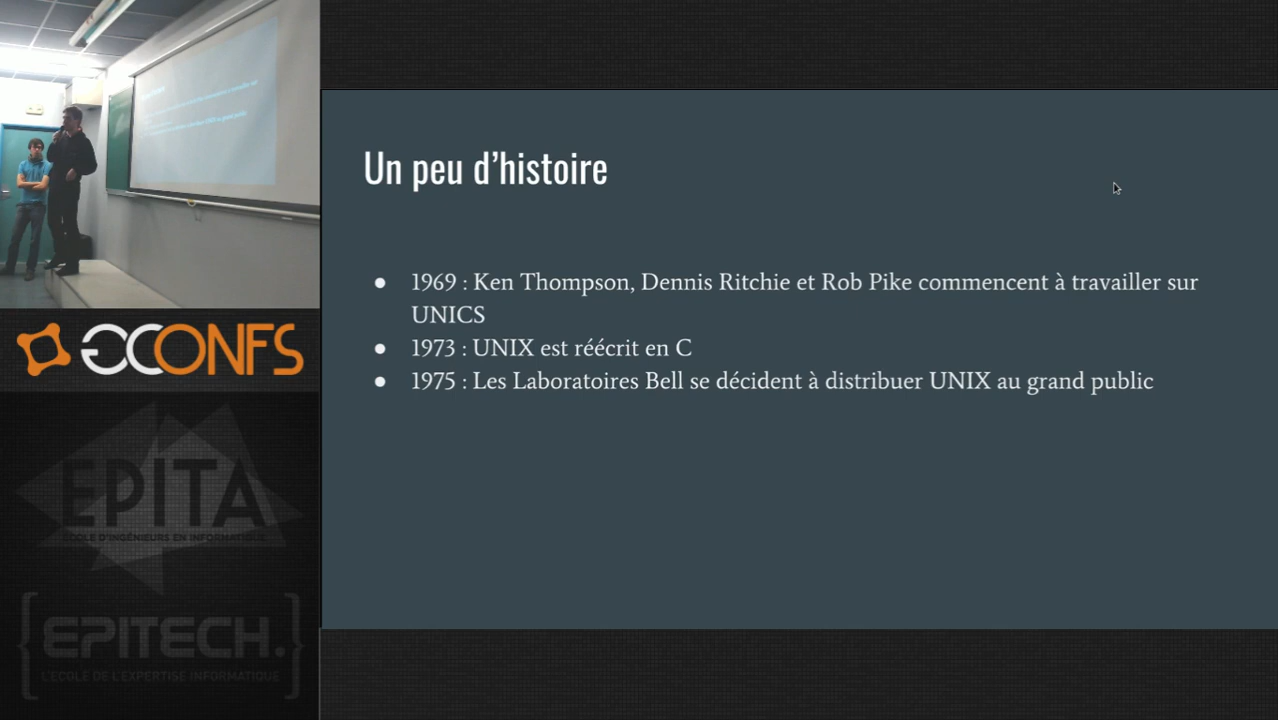 Un peu d’histoire
● 1969 : Ken Thompson, Dennis Ritchie et Rob Pike commencent à travailler sur
UNICS
● 1973 : UNIX est réécrit en C
● 1975 : Les Laboratoires Bell se décident à distribuer UNIX au grand public
GCONFS
EPITA
ÉCOLE D'INGÉNIEURS EN INFORMATIQUE
{EPITECH.}
L'ECOLE DE L'EXPERTISE INFORMATIQUE